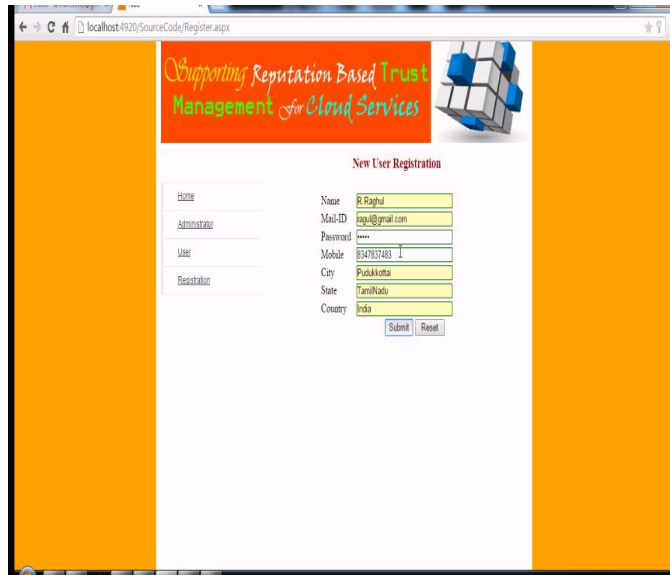 localhost:4920/SourceCode/Register.aspx
Supporting Reputation Based Trust
Management For Cloud Services
New User Registration
Home
Administrator
User
Registration
Name R.Raghul
Mail-ID ragul@gmail.com
Password •••••
Mobile 8347837483
City Pudukkottai
State TamilNadu
Country India
Submit Reset